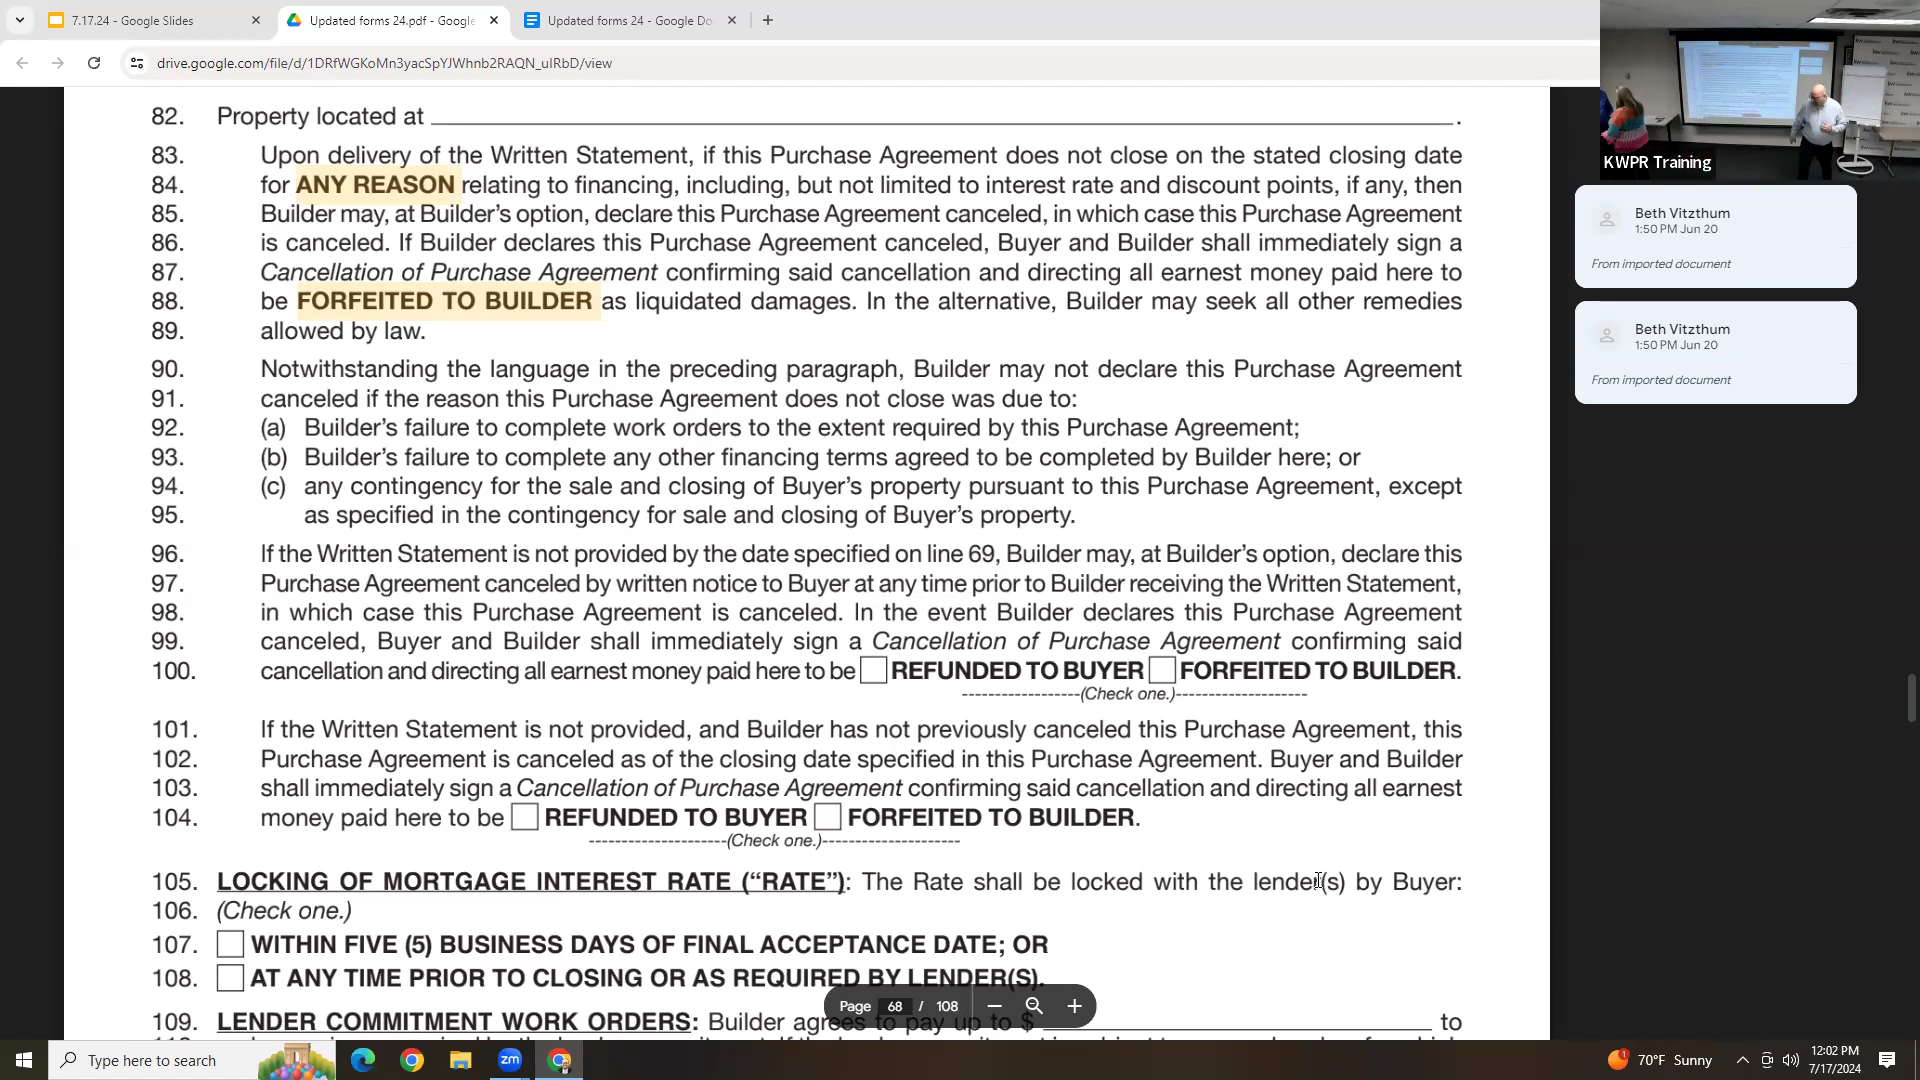 7.17.24 - Google Slides
Updated forms 24.pdf - Google
Updated forms 24 - Google Do
drive.google.com/file/d/1DRfWGKoMn3yacSpYJWhnb2RAQN_uIRbD/view
82. Property located at .
83. Upon delivery of the Written Statement, if this Purchase Agreement does not close on the stated closing date
84. for ANY REASON relating to financing, including, but not limited to interest rate and discount points, if any, then
85. Builder may, at Builder's option, declare this Purchase Agreement canceled, in which case this Purchase Agreement
86. is canceled. If Builder declares this Purchase Agreement canceled, Buyer and Builder shall immediately sign a
87. Cancellation of Purchase Agreement confirming said cancellation and directing all earnest money paid here to
88. be FORFEITED TO BUILDER as liquidated damages. In the alternative, Builder may seek all other remedies
89. allowed by law.
90. Notwithstanding the language in the preceding paragraph, Builder may not declare this Purchase Agreement
91. canceled if the reason this Purchase Agreement does not close was due to:
92. (a) Builder's failure to complete work orders to the extent required by this Purchase Agreement;
93. (b) Builder's failure to complete any other financing terms agreed to be completed by Builder here; or
94. (c) any contingency for the sale and closing of Buyer's property pursuant to this Purchase Agreement, except
95. as specified in the contingency for sale and closing of Buyer's property.
96. If the Written Statement is not provided by the date specified on line 69, Builder may, at Builder's option, declare this
97. Purchase Agreement canceled by written notice to Buyer at any time prior to Builder receiving the Written Statement,
98. in which case this Purchase Agreement is canceled. In the event Builder declares this Purchase Agreement
99. canceled, Buyer and Builder shall immediately sign a Cancellation of Purchase Agreement confirming said
100. cancellation and directing all earnest money paid here to be REFUNDED TO BUYER FORFEITED TO BUILDER.
------------------(Check one.)--------------------
101. If the Written Statement is not provided, and Builder has not previously canceled this Purchase Agreement, this
102. Purchase Agreement is canceled as of the closing date specified in this Purchase Agreement. Buyer and Builder
103. shall immediately sign a Cancellation of Purchase Agreement confirming said cancellation and directing all earnest
104. money paid here to be REFUNDED TO BUYER FORFEITED TO BUILDER.
---------------------(Check one.)---------------------
105. LOCKING OF MORTGAGE INTEREST RATE ("RATE"): The Rate shall be locked with the lender(s) by Buyer:
106. (Check one.)
107. WITHIN FIVE (5) BUSINESS DAYS OF FINAL ACCEPTANCE DATE; OR
108. AT ANY TIME PRIOR TO CLOSING OR AS REQUIRED BY LENDER(S).
109. LENDER COMMITMENT WORK ORDERS: Builder agrees to pay up to $ to
Page 68 / 108
KWPR Training
Beth Vitzthum
1:50 PM Jun 20
From imported document
Beth Vitzthum
1:50 PM Jun 20
From imported document
Type here to search
zm
1
70°F Sunny
12:02 PM
7/17/2024